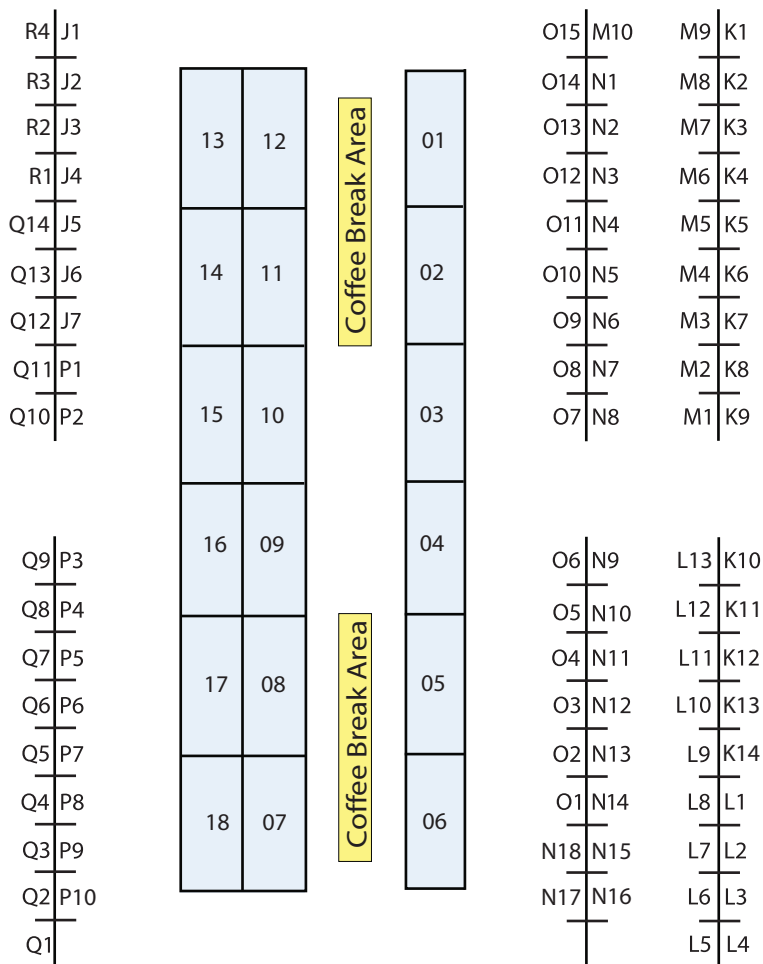 R4 J1 O15 M10 M9 K1
R3 J2 O14 N1 M8 K2
R2 J3 O13 N2 M7 K3
13 12 01
R1 J4 O12 N3 M6 K4
Coffee Break Area
Q14 J5 O11 N4 M5 K5
Q13 J6 14 11 02 O10 N5 M4 K6
Q12 J7 O9 N6 M3 K7
Q11 P1 O8 N7 M2 K8
Q10 P2 15 10 03 O7 N8 M1 K9
16 09 04
Q9 P3 O6 N9 L13 K10
Q8 P4 O5 N10 L12 K11
Q7 P5 O4 N11 L11 K12
17 08 05
Q6 P6 O3 N12 L10 K13
Coffee Break Area
Q5 P7 O2 N13 L9 K14
Q4 P8 O1 N14 L8 L1
18 07 06
Q3 P9 N18 N15 L7 L2
Q2 P10 N17 N16 L6 L3
Q1 L5 L4